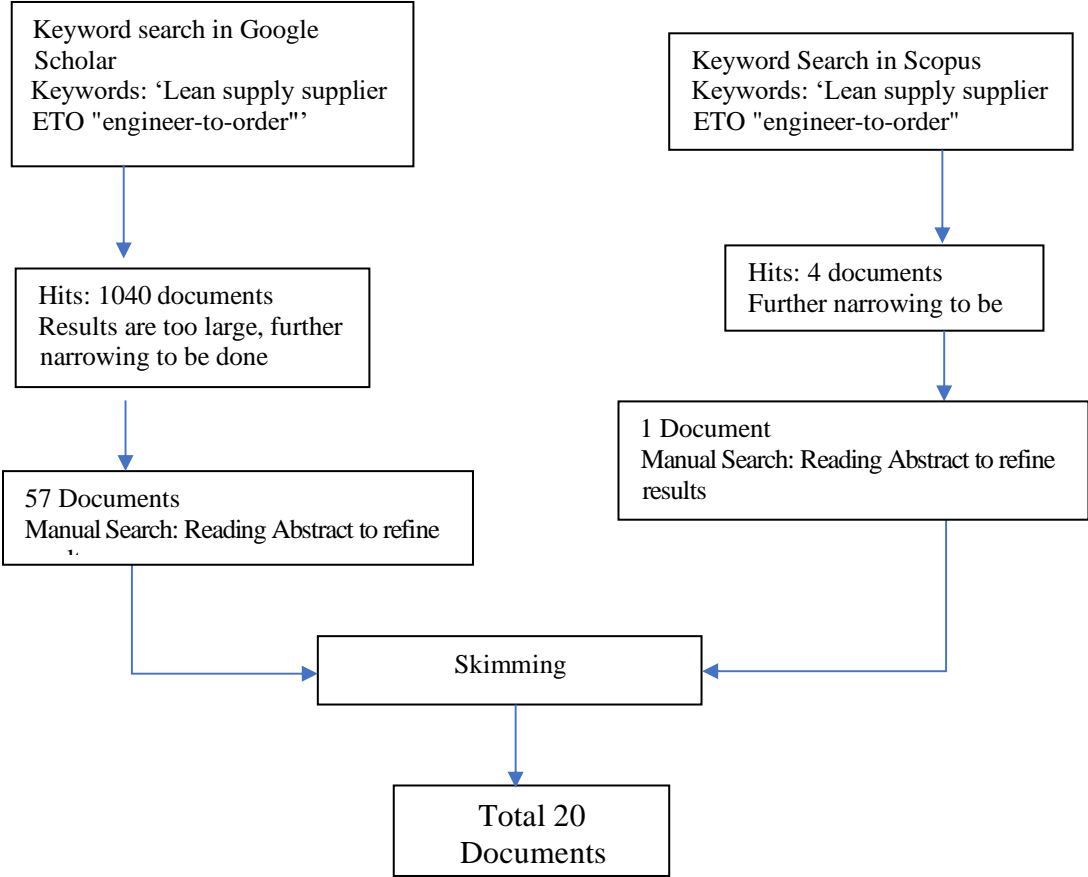 Keyword search in Google
Scholar
Keywords: ‘Lean supply supplier
ETO "engineer-to-order"’
Keyword Search in Scopus
Keywords: ‘Lean supply supplier
ETO "engineer-to-order"
Hits: 1040 documents
Results are too large, further
narrowing to be done
Hits: 4 documents
Further narrowing to be
57 Documents
Manual Search: Reading Abstract to refine
1 Document
Manual Search: Reading Abstract to refine
results
Skimming
Total 20
Documents